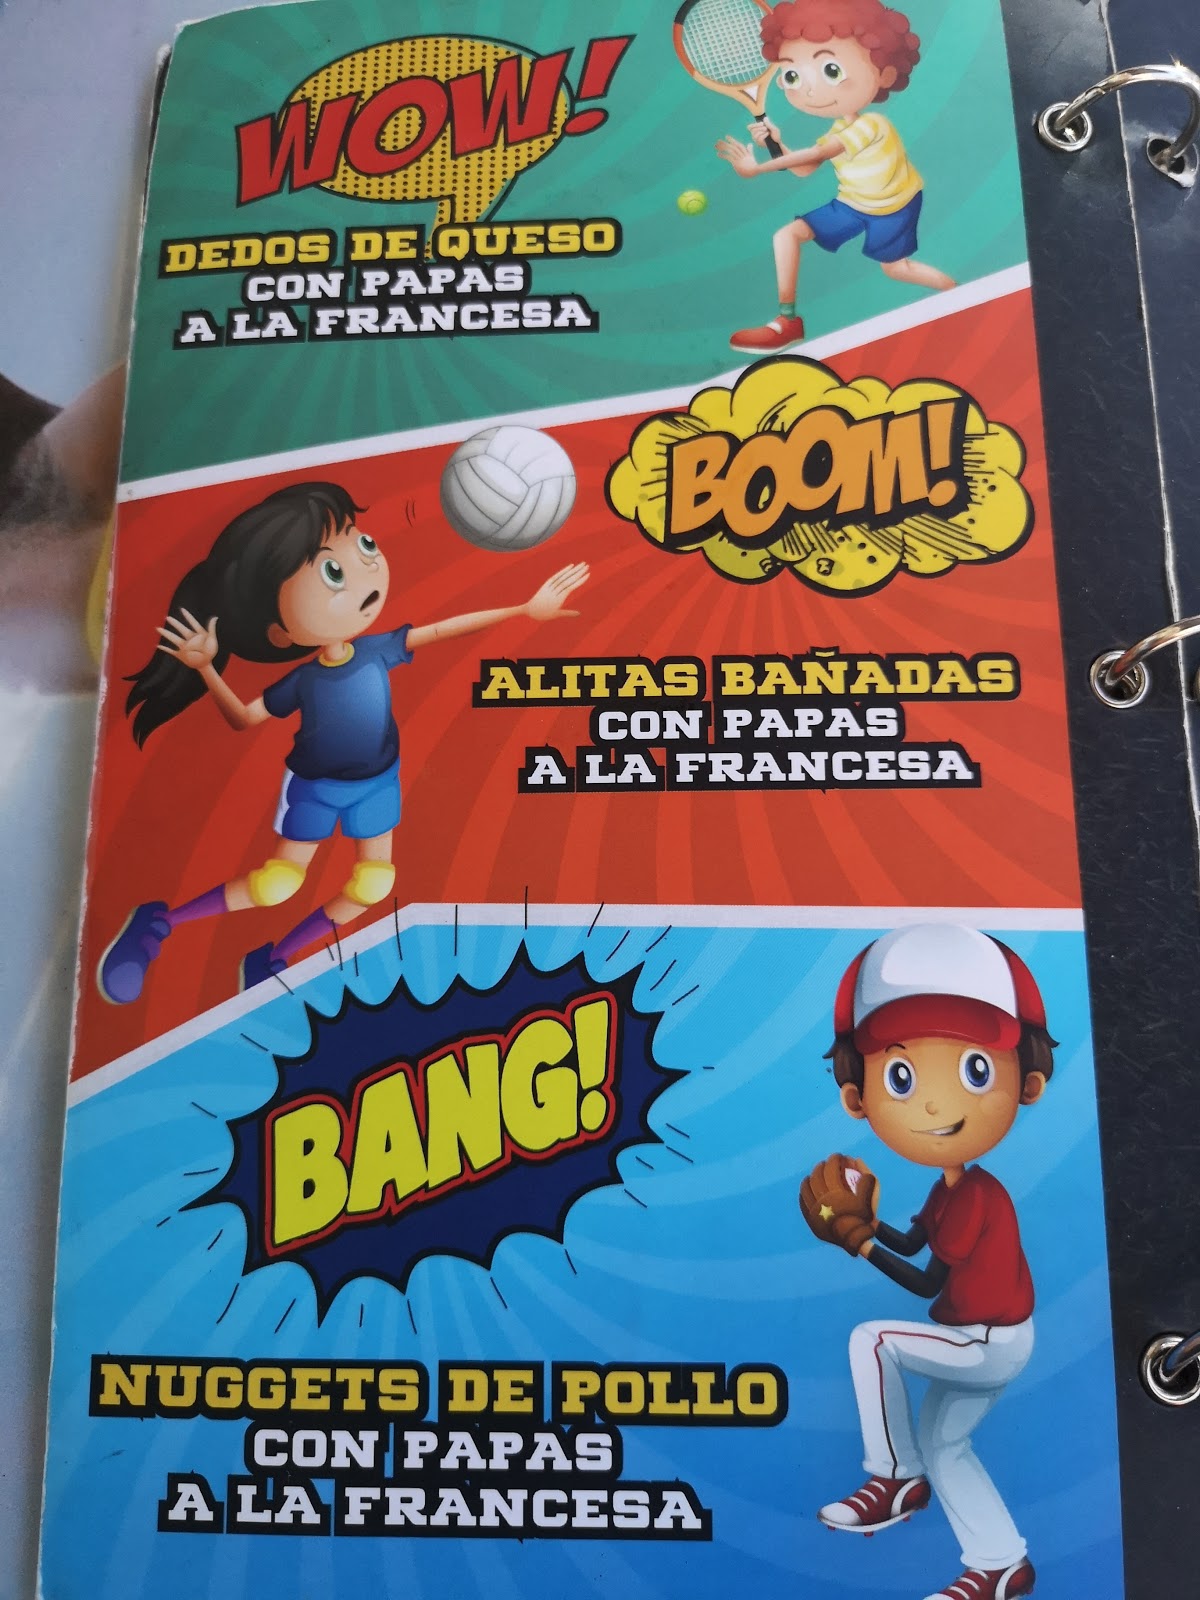 WOW!
DEDOS DE QUESO
CON PAPAS
A LA FRANCESA
BOOM!
ALITAS BAÑADAS
CON PAPAS
A LA FRANCESA
BANG!
NUGGETS DE POLLO
CON PAPAS
A LA FRANCESA